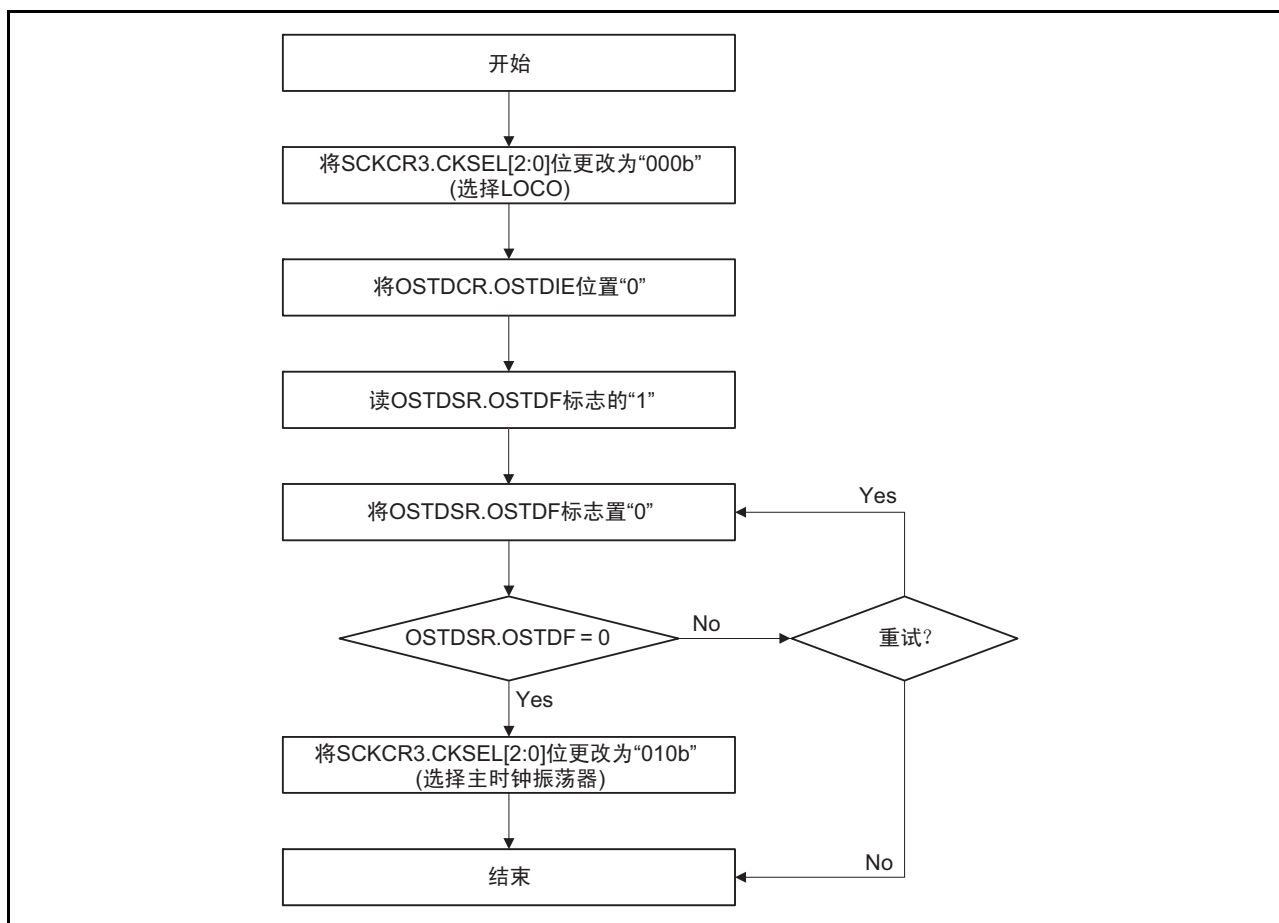 开始
将SCKCR3.CKSEL[2:0]位更改为“000b”
(选择LOCO)
将OSTDCR.OSTDIE位置“0”
读OSTDSR.OSTDF标志的“1”
将OSTDSR.OSTDF标志置“0”
Yes
OSTDSR.OSTDF = 0
No
重试?
Yes
将SCKCR3.CKSEL[2:0]位更改为“010b”
(选择主时钟振荡器)
No
结束